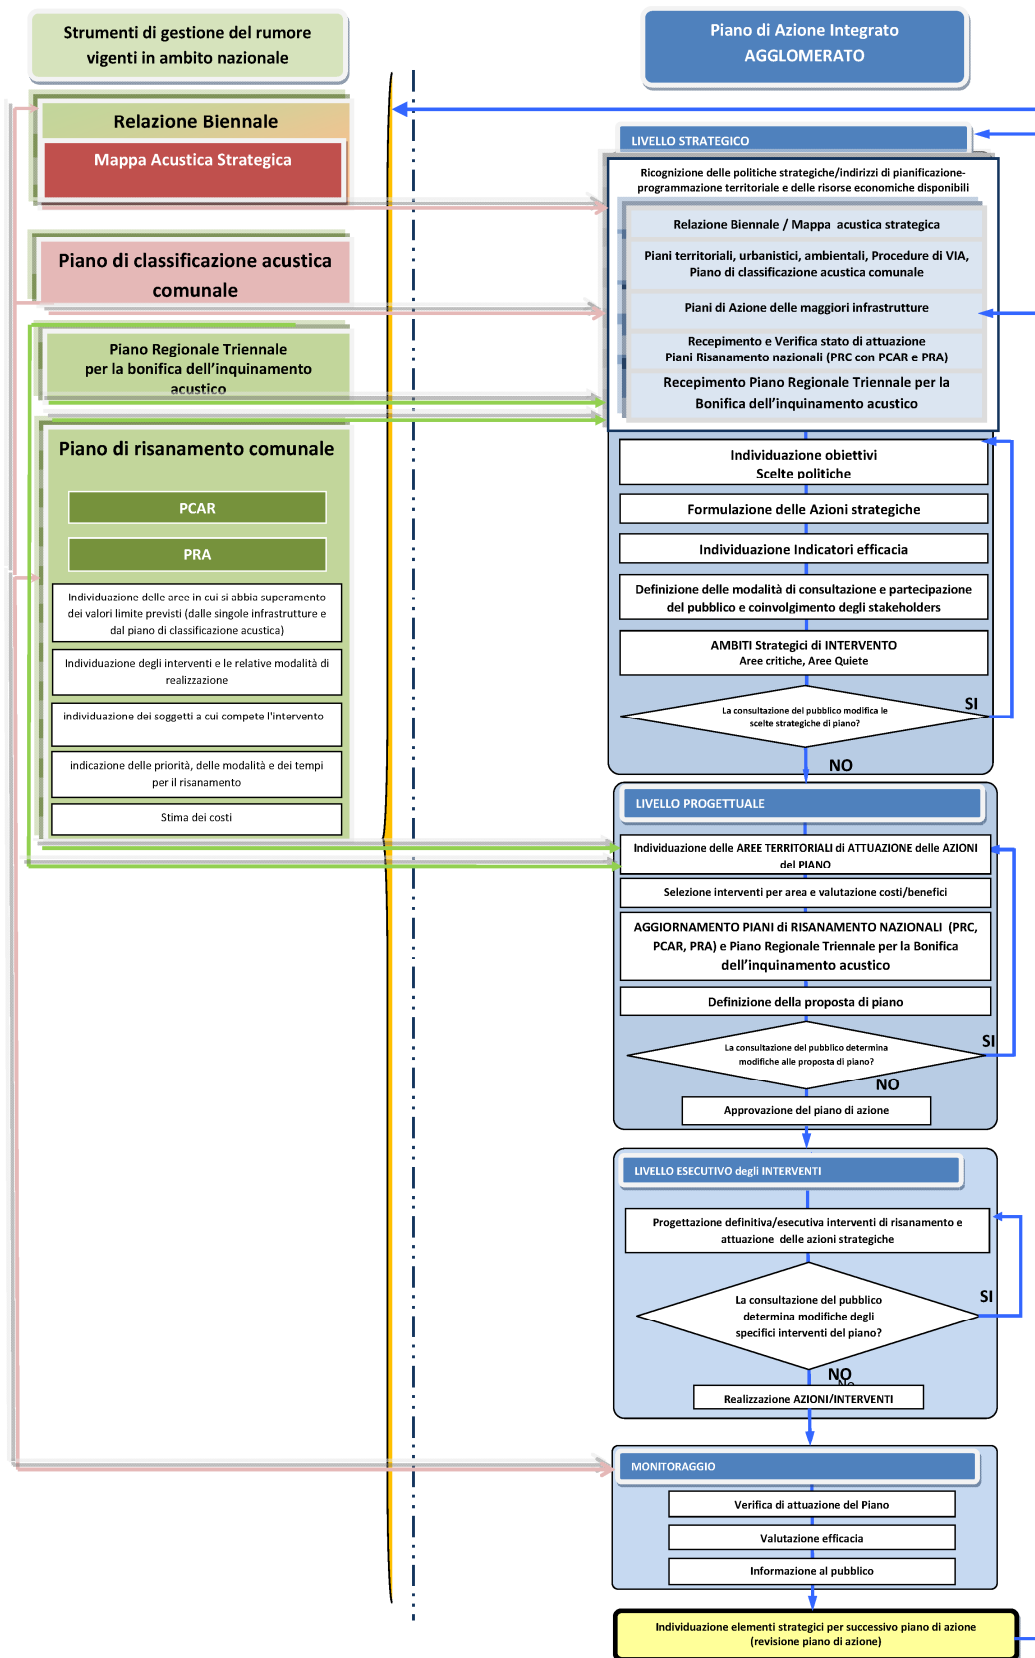 Strumenti di gestione del rumore
vigenti in ambito nazionale
Relazione Biennale
Mappa Acustica Strategica
Piano di classificazione acustica
comunale
Piano Regionale Triennale
per la bonifica dell'inquinamento
acustico
Piano di risanamento comunale
PCAR
PRA
Individuazione delle aree in cui si abbia superamento
dei valori limite previsti (dalle singole infrastrutture e
dal piano di classificazione acustica)
Individuazione degli interventi e le relative modalità di
realizzazione
individuazione dei soggetti a cui compete l'intervento
indicazione delle priorità, delle modalità e dei tempi
per il risanamento
Stima dei costi
Piano di Azione Integrato
AGGLOMERATO
LIVELLO STRATEGICO
Ricognizione delle politiche strategiche/indirizzi di pianificazione-
programmazione territoriale e delle risorse economiche disponibili
Relazione Biennale / Mappa acustica strategica
Piani territoriali, urbanistici, ambientali, Procedure di VIA,
Piano di classificazione acustica comunale
Piani di Azione delle maggiori infrastrutture
Recepimento e Verifica stato di attuazione
Piani Risanamento nazionali (PRC con PCAR e PRA)
Recepimento Piano Regionale Triennale per la
Bonifica dell'inquinamento acustico
Individuazione obiettivi
Scelte politiche
Formulazione delle Azioni strategiche
Individuazione Indicatori efficacia
Definizione delle modalità di consultazione e partecipazione
del pubblico e coinvolgimento degli stakeholders
AMBITI Strategici di INTERVENTO
Aree critiche, Aree Quiete
La consultazione del pubblico modifica le
scelte strategiche di piano?
SI
NO
LIVELLO PROGETTUALE
Individuazione delle AREE TERRITORIALI di ATTUAZIONE delle AZIONI
del PIANO
Selezione interventi per area e valutazione costi/benefici
AGGIORNAMENTO PIANI di RISANAMENTO NAZIONALI (PRC,
PCAR, PRA) e Piano Regionale Triennale per la Bonifica
dell'inquinamento acustico
Definizione della proposta di piano
La consultazione del pubblico determina
modifiche alle proposta di piano?
SI
NO
Approvazione del piano di azione
LIVELLO ESECUTIVO degli INTERVENTI
Progettazione definitiva/esecutiva interventi di risanamento e
attuazione delle azioni strategiche
La consultazione del pubblico
determina modifiche degli
specifici interventi del piano?
SI
NO
No
Realizzazione AZIONI/INTERVENTI
MONITORAGGIO
Verifica di attuazione del Piano
Valutazione efficacia
Informazione al pubblico
Individuazione elementi strategici per successivo piano di azione
(revisione piano di azione)